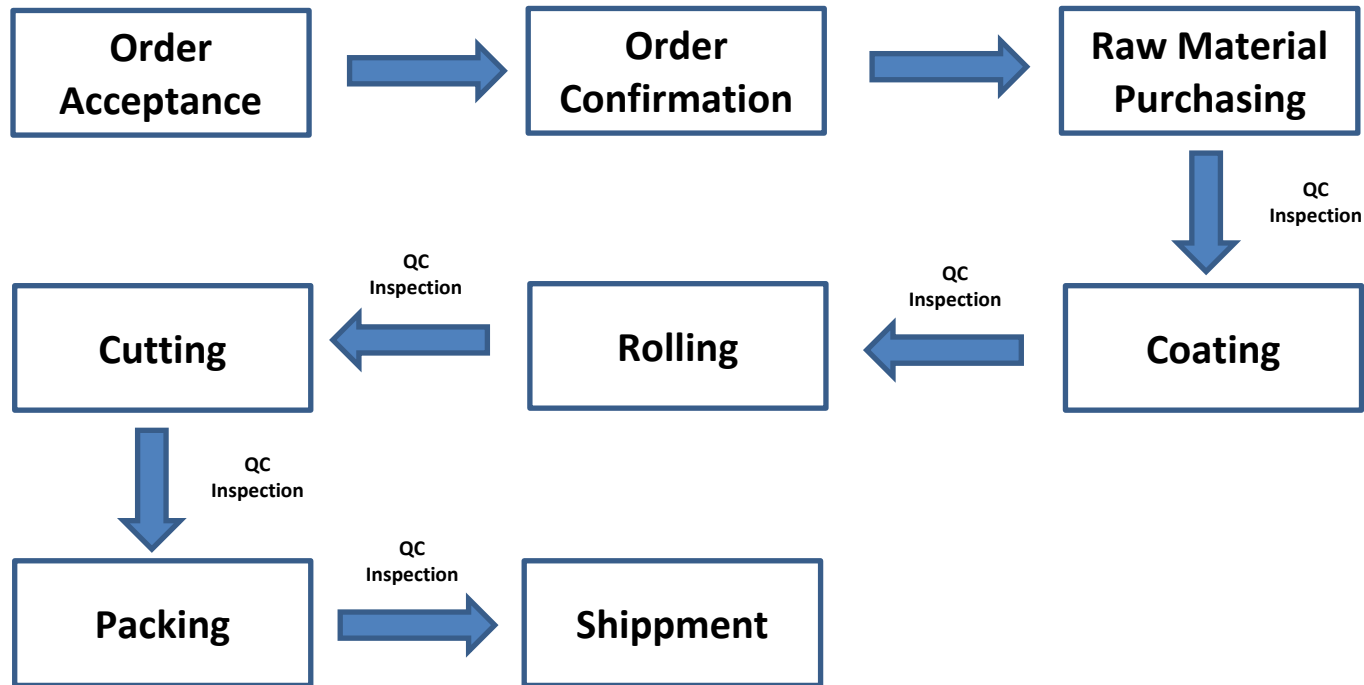 Order
Acceptance
Order
Confirmation
Raw Material
Purchasing
QC
Inspection
Coating
QC
Inspection
Rolling
QC
Inspection
Cutting
QC
Inspection
Packing
QC
Inspection
Shippment